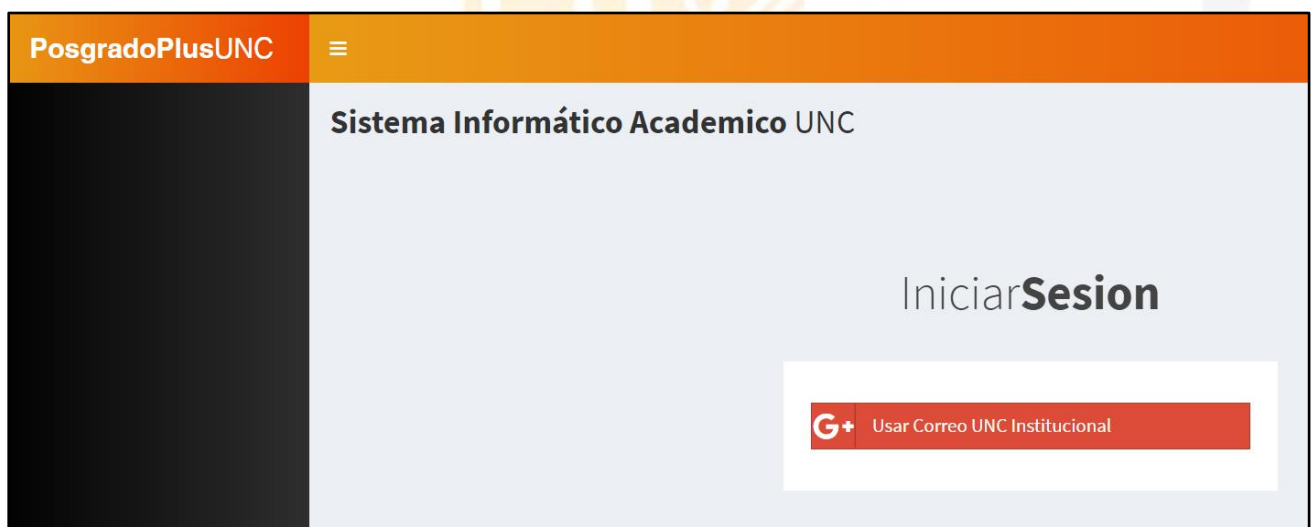 PosgradoPlusUNC
Sistema Informático Academico UNC
IniciarSesion
G+ Usar Correo UNC Institucional